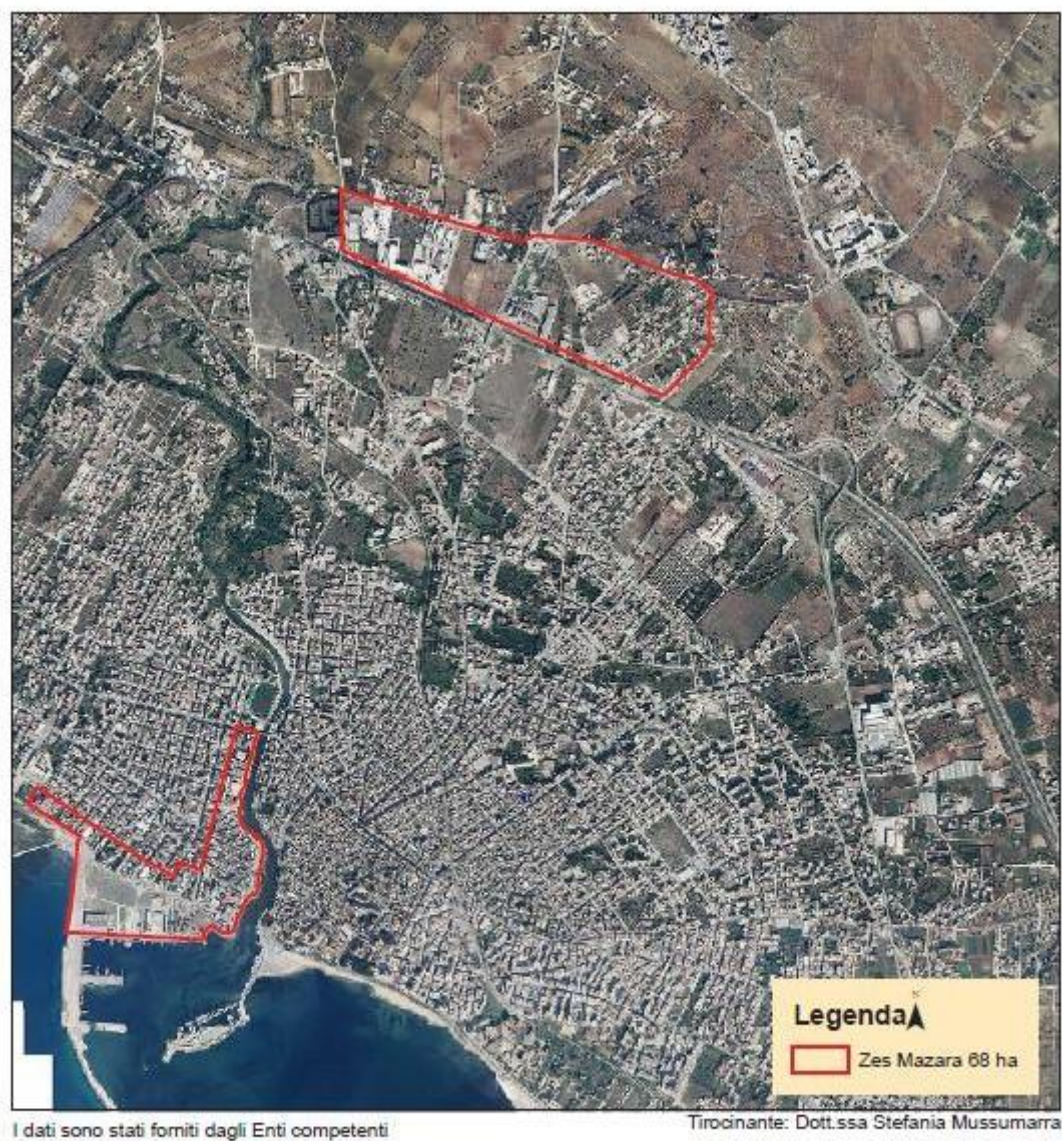 Legenda
Zes Mazara 68 ha
I dati sono stati forniti dagli Enti competenti
Tirocinante: Dott.ssa Stefania Mussumarra